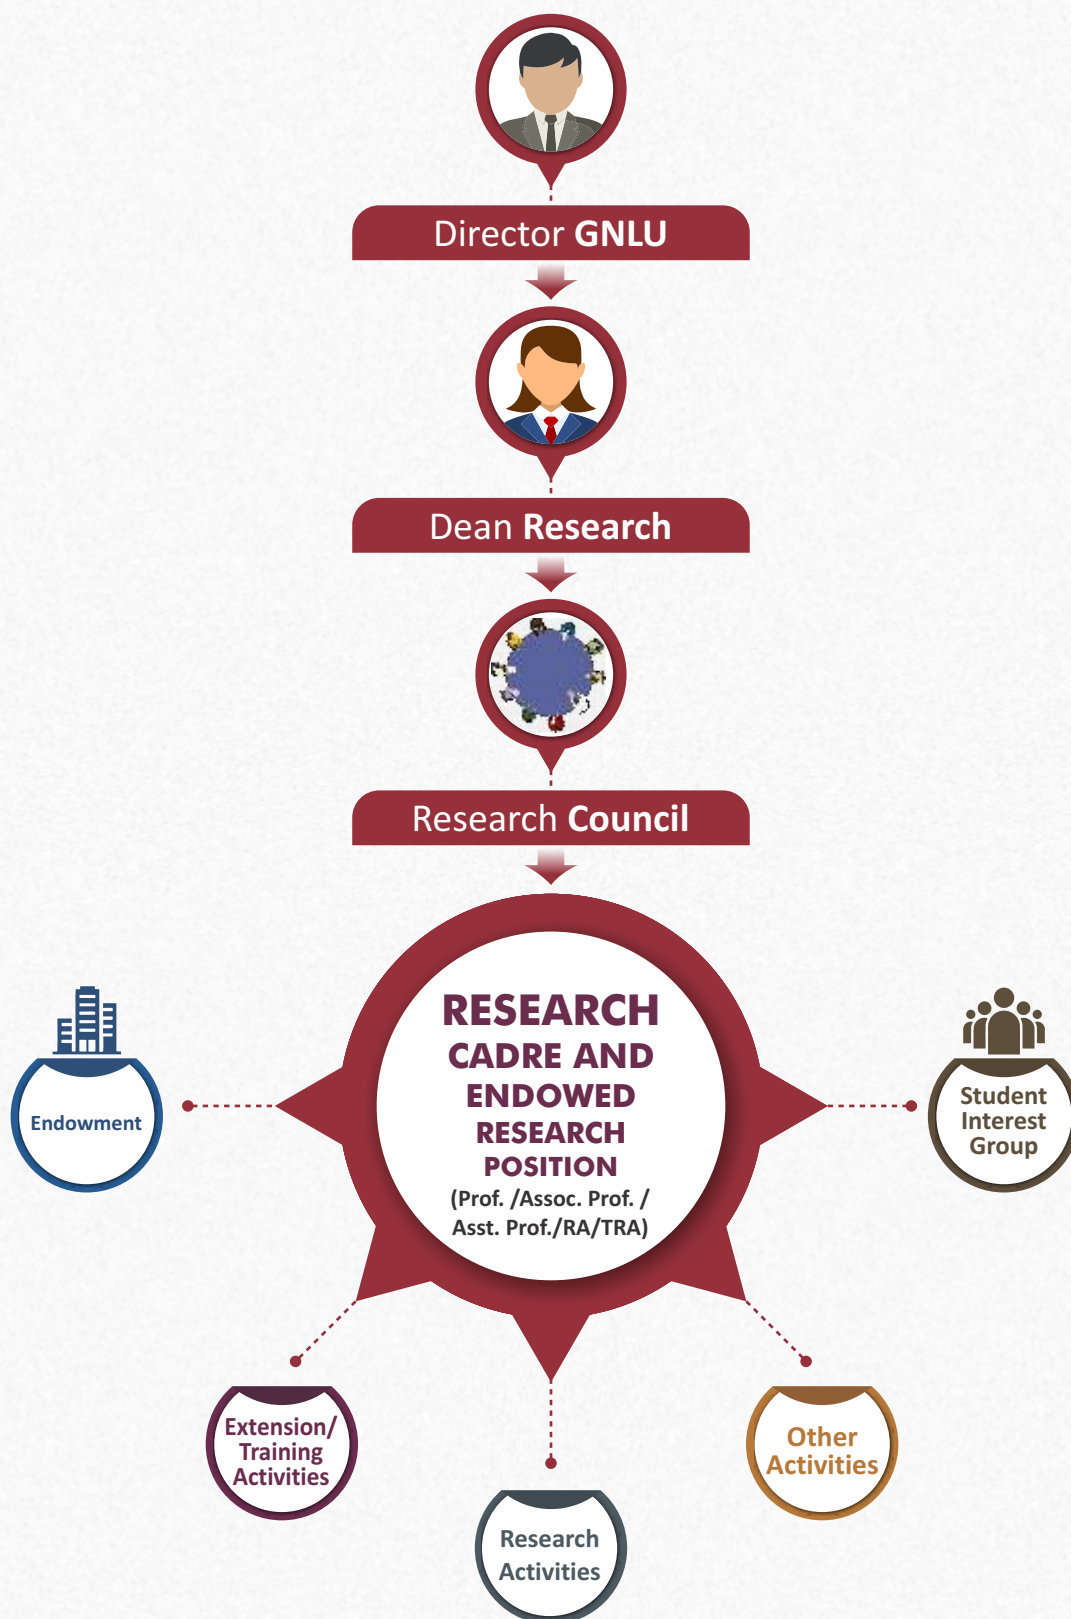 Director GNLU
Dean Research
Research Council
RESEARCH
CADRE AND
ENDOWED
RESEARCH
POSITION
(Prof. /Assoc. Prof. /
Asst. Prof./RA/TRA)
Endowment
Student
Interest
Group
Extension/
Training
Activities
Other
Activities
Research
Activities